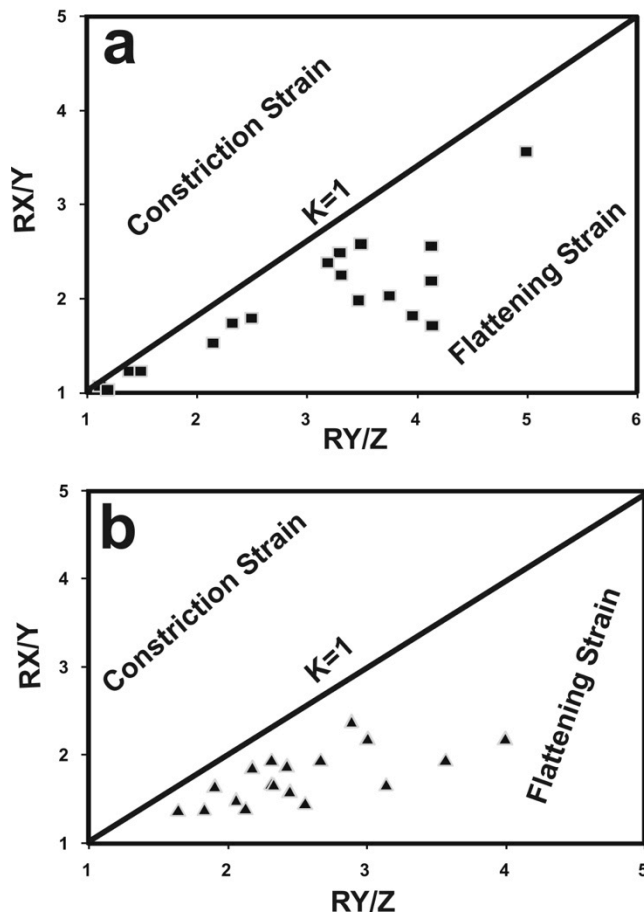 a
5
4
3
2
1
RX/Y
Constriction Strain
K=1
Flattening Strain
1 2 3 4 5 6
RY/Z
b
5
4
3
2
1
RX/Y
Constriction Strain
K=1
Flattening Strain
1 2 3 4 5
RY/Z